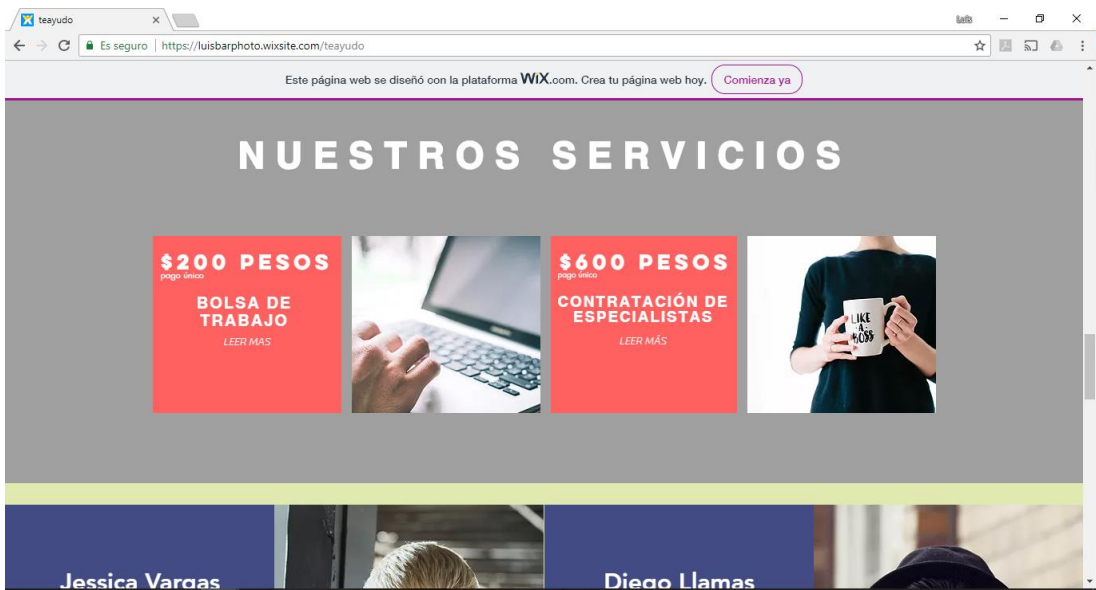 teayudo
Luis
Es seguro
https://luisbarphoto.wixsite.com/teayudo
Este página web se diseñó con la plataforma WiX.com. Crea tu página web hoy.
Comienza ya
NUESTROS SERVICIOS
$200 PESOS
pago único
BOLSA DE
TRABAJO
LEER MAS
$600 PESOS
pago único
CONTRATACIÓN DE
ESPECIALISTAS
LEER MÁS
LIKE
·A·
BOSS
Jessica Vargas
Diego Llamas